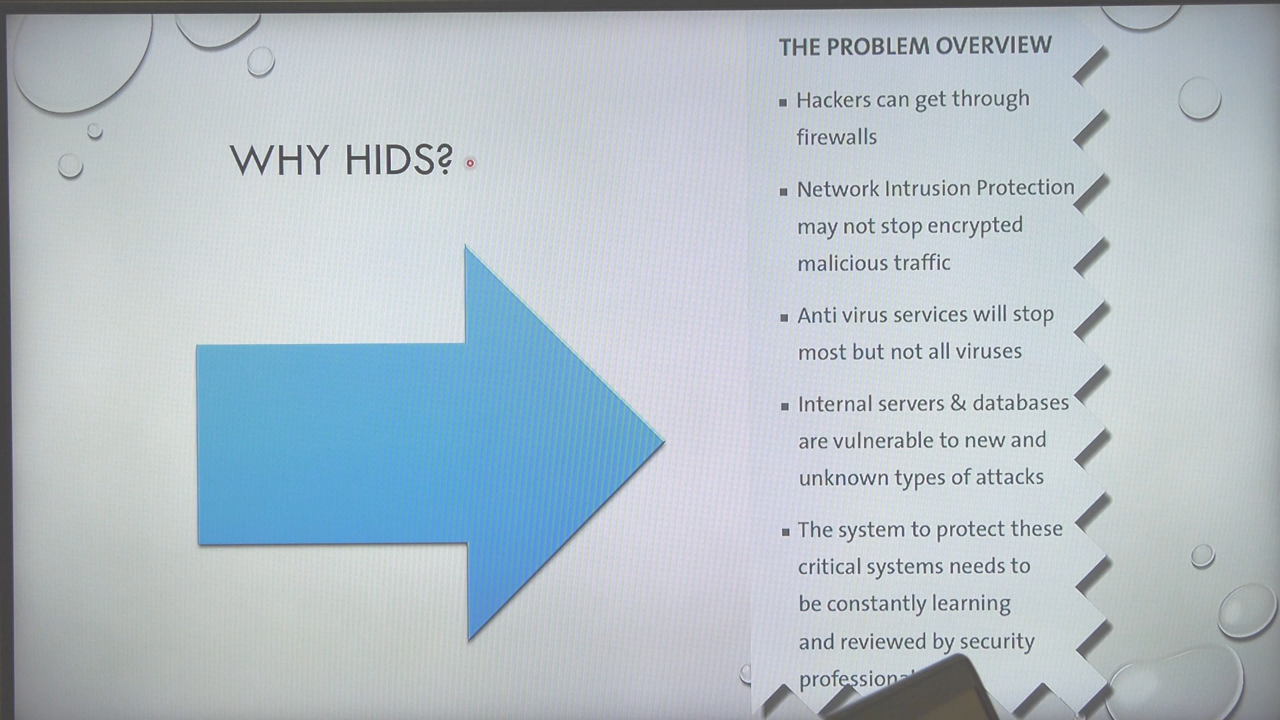 WHY HIDS?
THE PROBLEM OVERVIEW
▪ Hackers can get through
firewalls
▪ Network Intrusion Protection
may not stop encrypted
malicious traffic
▪ Anti virus services will stop
most but not all viruses
▪ Internal servers & databases
are vulnerable to new and
unknown types of attacks
▪ The system to protect these
critical systems needs to
be constantly learning
and reviewed by security